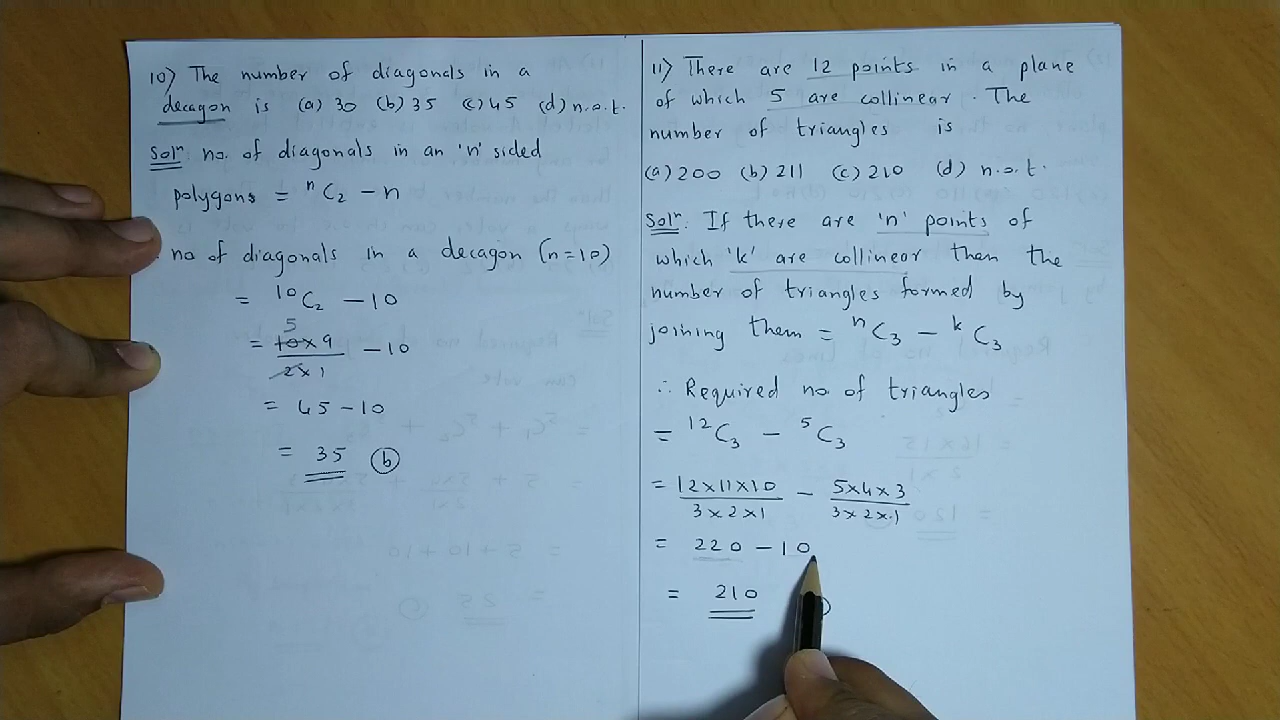 10) The number of diagonals in a
decagon is (a) 30 (b) 35 (c) 45 (d) n.o.t.
Solⁿ: no. of diagonals in an 'n' sided
polygons = ⁿC₂ - n
no of diagonals in a decagon (n=10)
= ¹⁰C₂ - 10
5
= 10×9 / 2×1 - 10
= 45 - 10
= 35 (b)
11) There are 12 points in a plane
of which 5 are collinear. The
number of triangles is
(a) 200 (b) 211 (c) 210 (d) n.o.t.
Solⁿ: If there are 'n' points of
which 'k' are collinear then the
number of triangles formed by
joining them = ⁿC₃ - ᵏC₃
∴ Required no of triangles
= ¹²C₃ - ⁵C₃
= 12×11×10 / 3×2×1 - 5×4×3 / 3×2×1
= 220 - 10
= 210